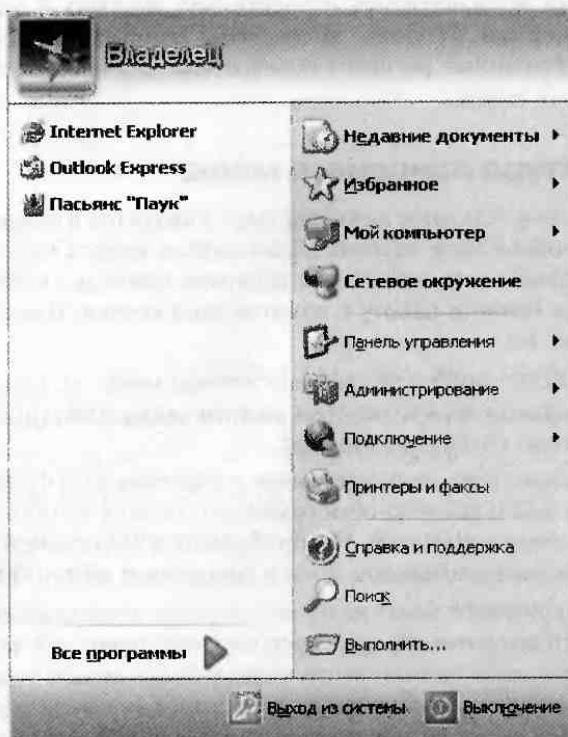 Владелец
Internet Explorer
Outlook Express
Пасьянс "Паук"
Все программы
Недавние документы
Избранное
Мой компьютер
Сетевое окружение
Панель управления
Администрирование
Подключение
Принтеры и факсы
Справка и поддержка
Поиск
Выполнить...
Выход из системы
Выключение